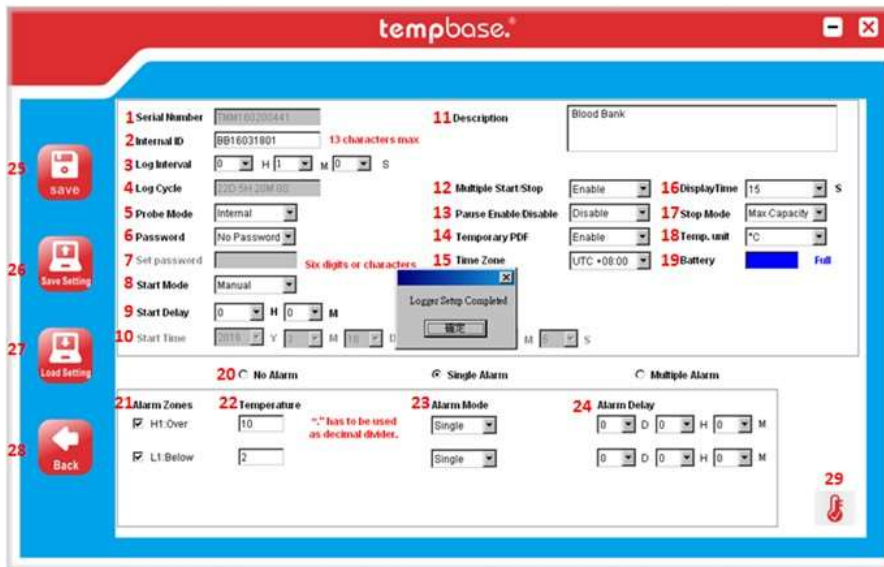 tempbase.®
1 Serial Number TMM160200441 11 Description Blood Bank
2 Internal ID BB16031801 13 characters max
3 Log Interval 0 H 1 M 0 S
4 Log Cycle 22D 5H 20M 0S 12 Multiple Start/Stop Enable 16 DisplayTime 15 S
25 save
5 Probe Mode Internal 13 Pause Enable/Disable Disable 17 Stop Mode Max Capacity
6 Password No Password 14 Temporary PDF Enable 18 Temp. unit °C
7 Set password Six digits or characters 15 Time Zone UTC +08:00 19 Battery Full
26 Save Setting
8 Start Mode Manual
Logger Setup Completed
確定
9 Start Delay 0 H 0 M
10 Start Time 2016 Y 3 M 18 D M S
27 Load Setting
20 No Alarm Single Alarm Multiple Alarm
21 Alarm Zones 22 Temperature 23 Alarm Mode 24 Alarm Delay
H1:Over 10 "." has to be used Single 0 D 0 H 0 M
as decimal divider.
28 Back
L1:Below 2 Single 0 D 0 H 0 M
29